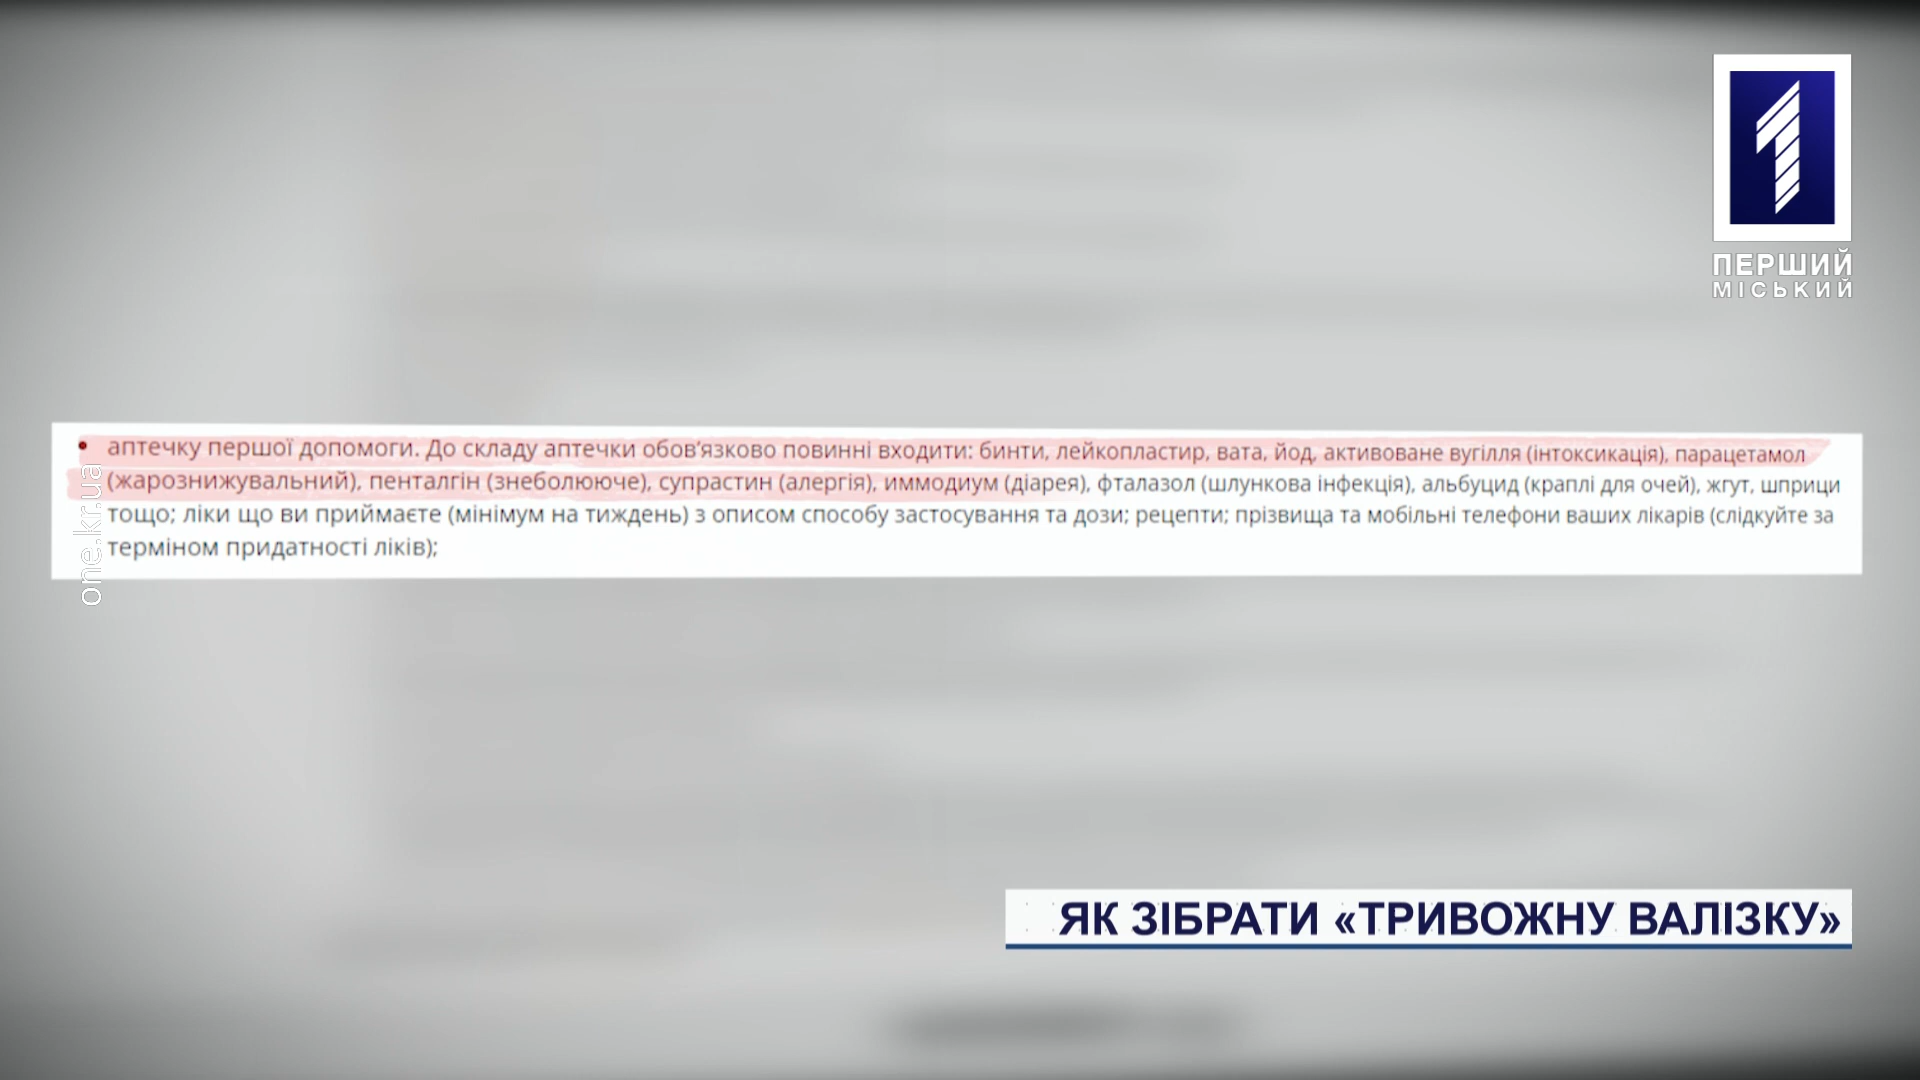 ПЕРШИЙ
МІСЬКИЙ
• аптечку першої допомоги. До складу аптечки обов'язково повинні входити: бинти, лейкопластир, вата, йод, активоване вугілля (інтоксикація), парацетамол
(жарознижувальний), пенталгін (знеболююче), супрастин (алергія), иммодиум (діарея), фталазол (шлункова інфекція), альбуцид (краплі для очей), жгут, шприци
тощо; ліки що ви приймаєте (мінімум на тиждень) з описом способу застосування та дози; рецепти; прізвища та мобільні телефони ваших лікарів (слідкуйте за
терміном придатності ліків);
one.kr.ua
ЯК ЗІБРАТИ «ТРИВОЖНУ ВАЛІЗКУ»